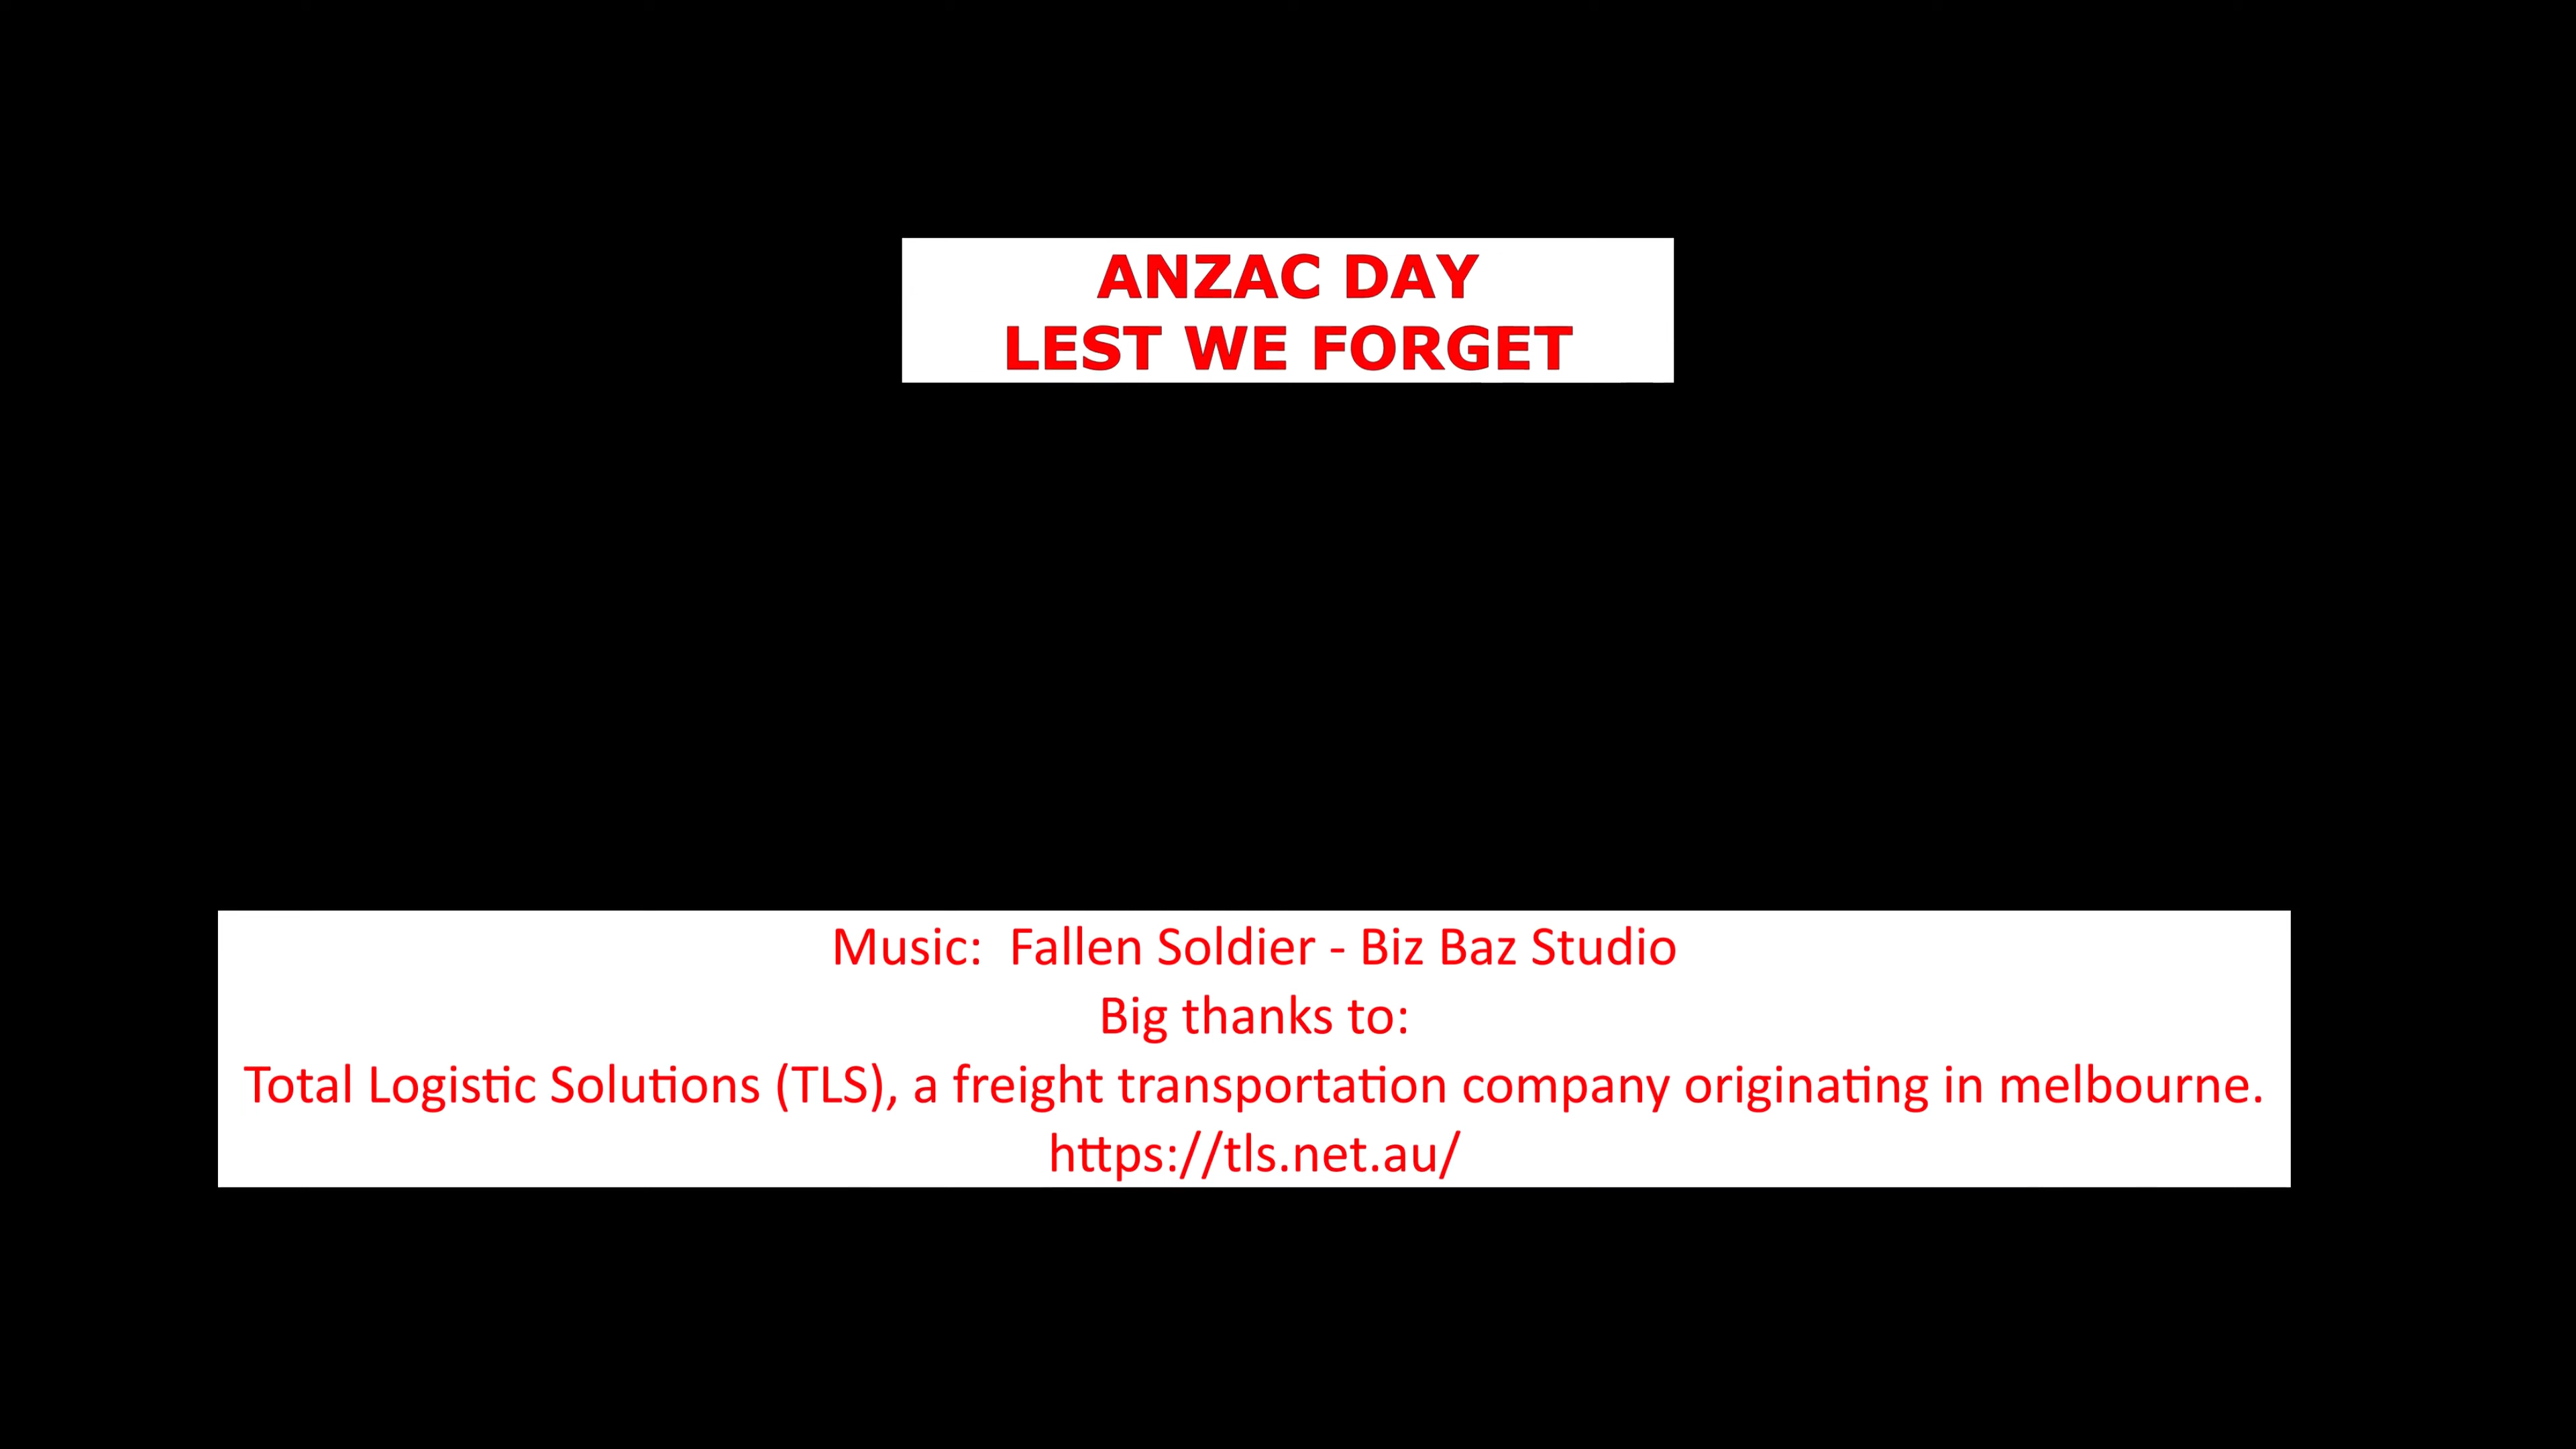 ANZAC DAY
LEST WE FORGET
Music:  Fallen Soldier - Biz Baz Studio
Big thanks to:
Total Logistic Solutions (TLS), a freight transportation company originating in melbourne.
https://tls.net.au/